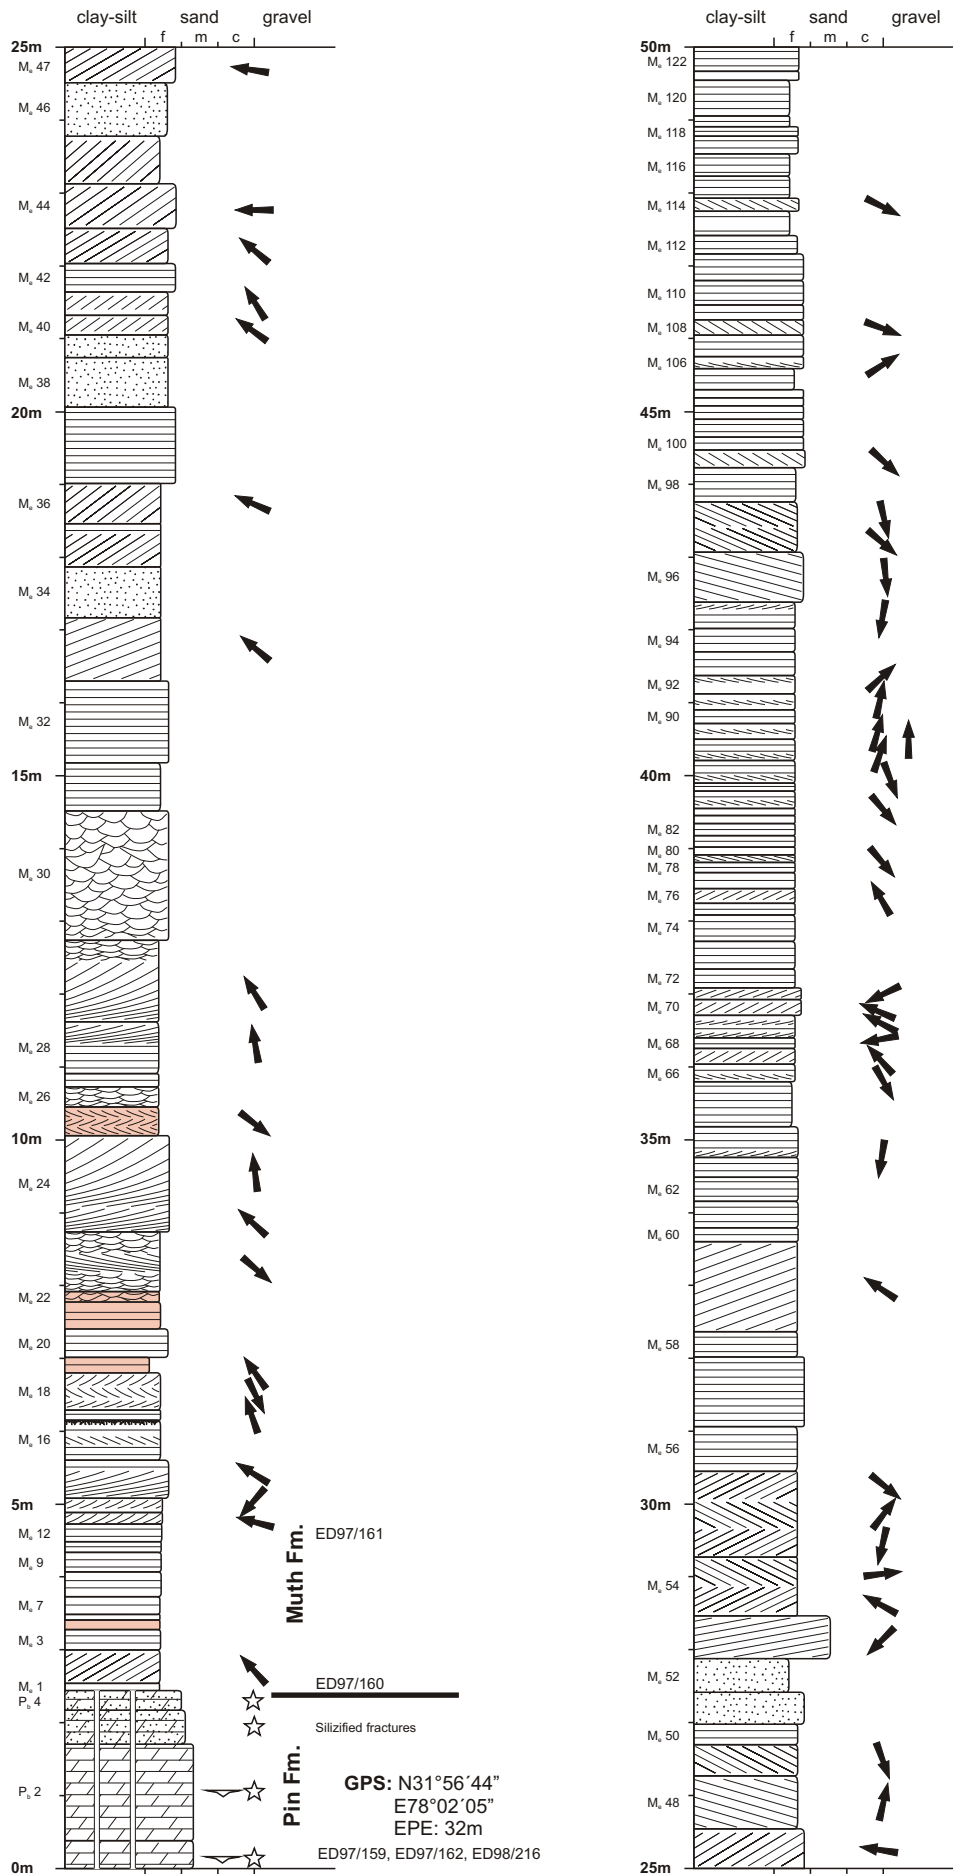 clay-silt sand gravel
f m c
25m
Me 47
Me 46
Me 44
Me 42
Me 40
Me 38
20m
Me 36
Me 34
Me 32
15m
Me 30
Me 28
Me 26
10m
Me 24
Me 22
Me 20
Me 18
Me 16
5m
Me 12
Me 9
Me 7
Me 3
Me 1
Pb 4
Pb 2
0m
ED97/161
Muth Fm.
ED97/160
Silizified fractures
Pin Fm.
GPS: N31°56´44”
E78°02´05”
EPE: 32m
ED97/159, ED97/162, ED98/216
clay-silt sand gravel
f m c
50m
Me 122
Me 120
Me 118
Me 116
Me 114
Me 112
Me 110
Me 108
Me 106
45m
Me 100
Me 98
Me 96
Me 94
Me 92
Me 90
40m
Me 82
Me 80
Me 78
Me 76
Me 74
Me 72
Me 70
Me 68
Me 66
35m
Me 62
Me 60
Me 58
Me 56
30m
Me 54
Me 52
Me 50
Me 48
25m